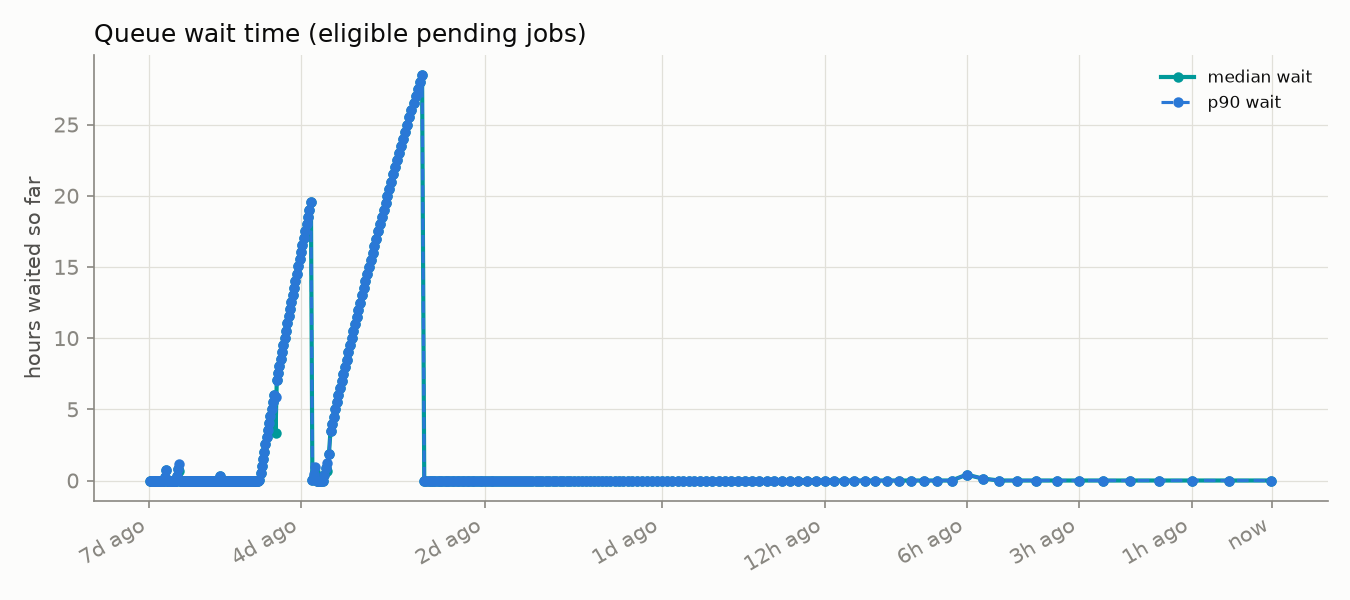 Queue wait time (eligible pending jobs)
median wait
p90 wait
hours waited so far
25
20
15
10
5
0
7d ago
4d ago
2d ago
1d ago
12h ago
6h ago
3h ago
1h ago
now